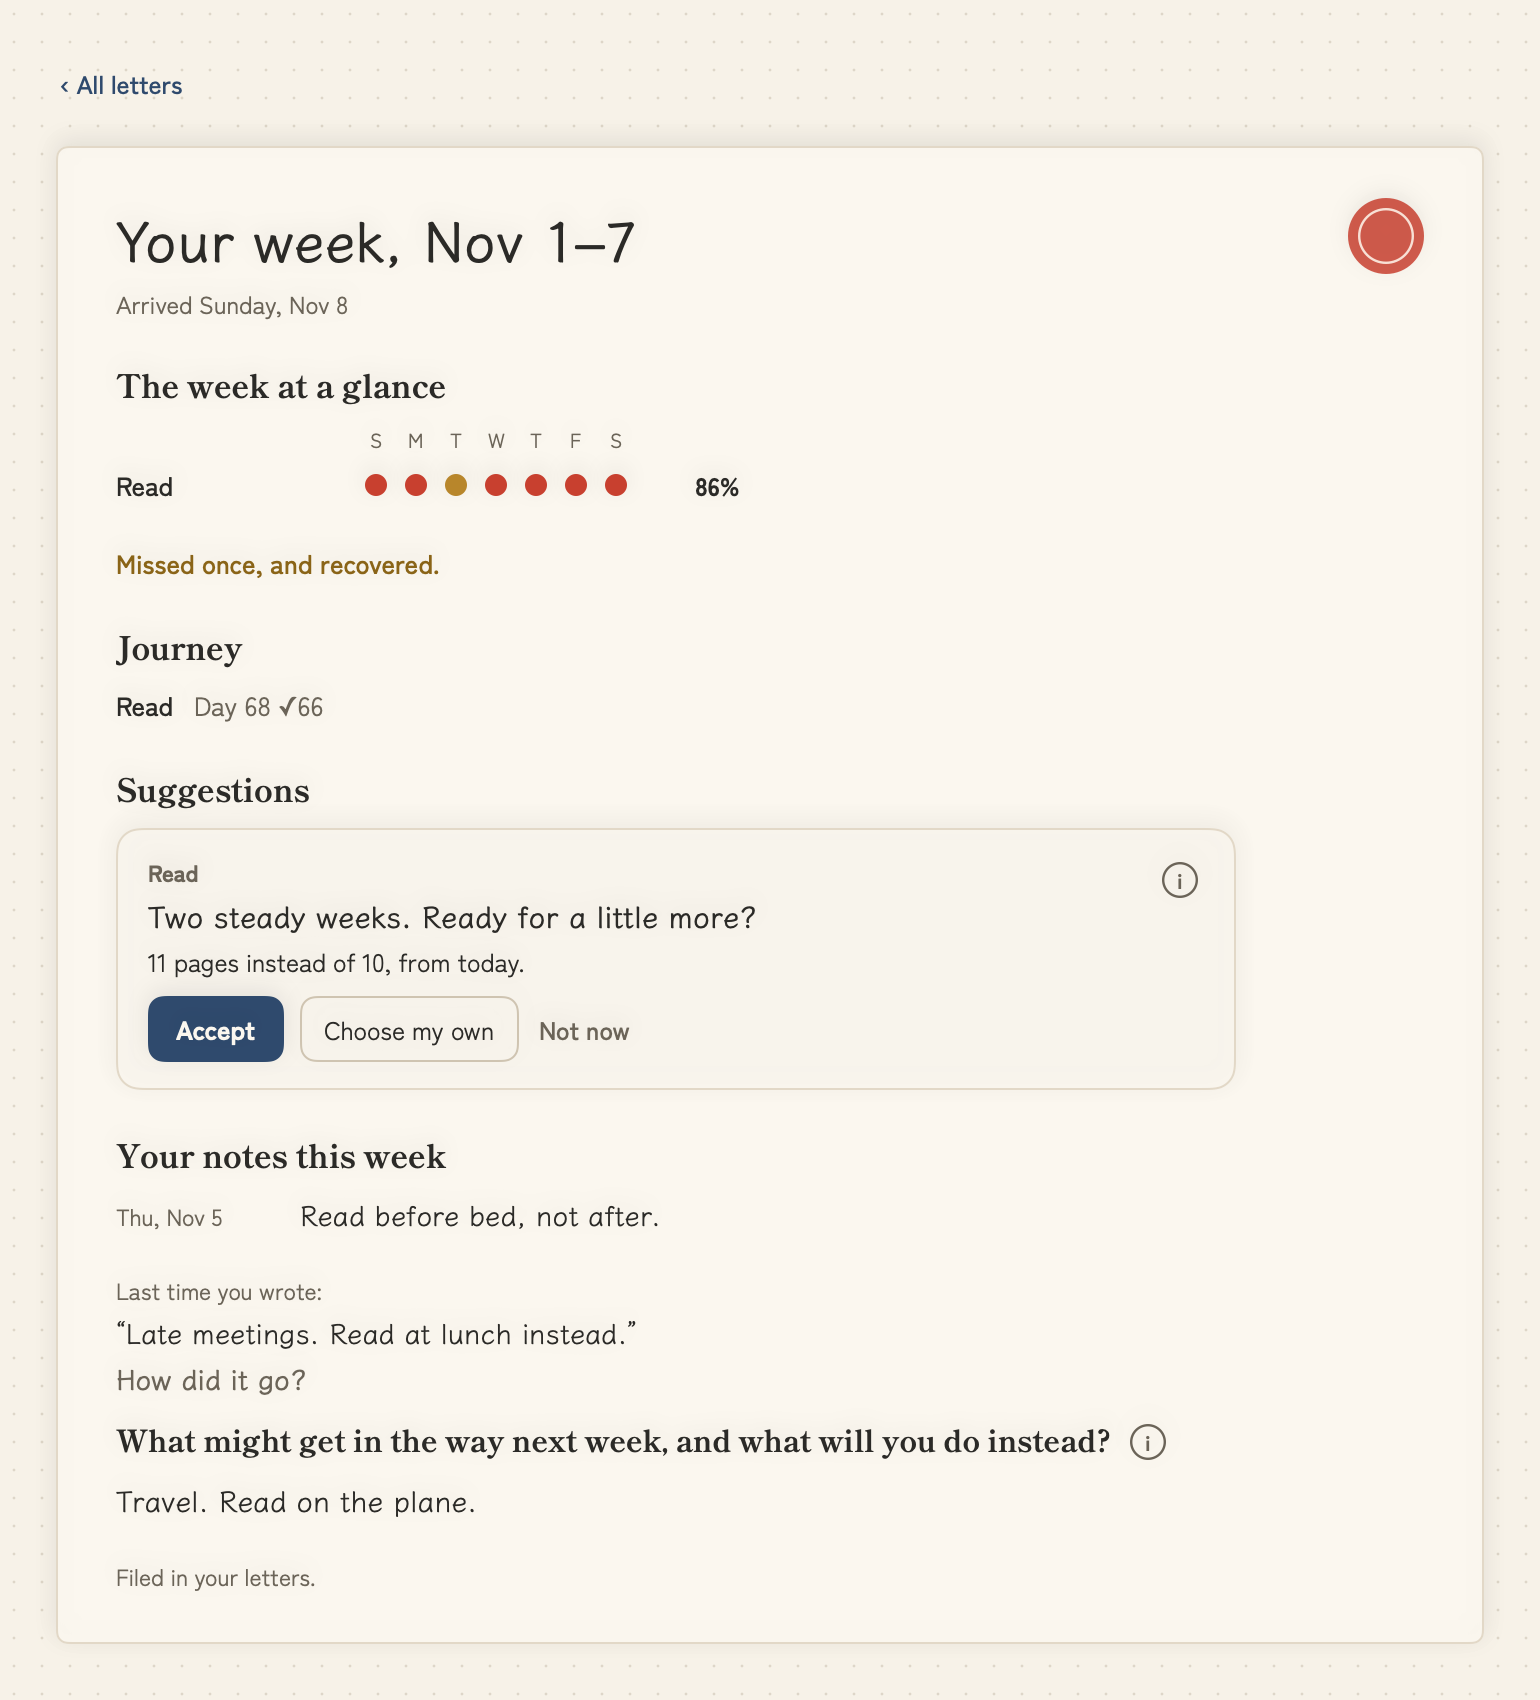 ‹ All letters
Your week, Nov 1–7
Arrived Sunday, Nov 8
The week at a glance
S M T W T F S
Read 86%
Missed once, and recovered.
Journey
Read Day 68 ✓66
Suggestions
Read
Two steady weeks. Ready for a little more?
11 pages instead of 10, from today.
Accept Choose my own Not now
Your notes this week
Thu, Nov 5 Read before bed, not after.
Last time you wrote:
“Late meetings. Read at lunch instead.”
How did it go?
What might get in the way next week, and what will you do instead? i
Travel. Read on the plane.
Filed in your letters.